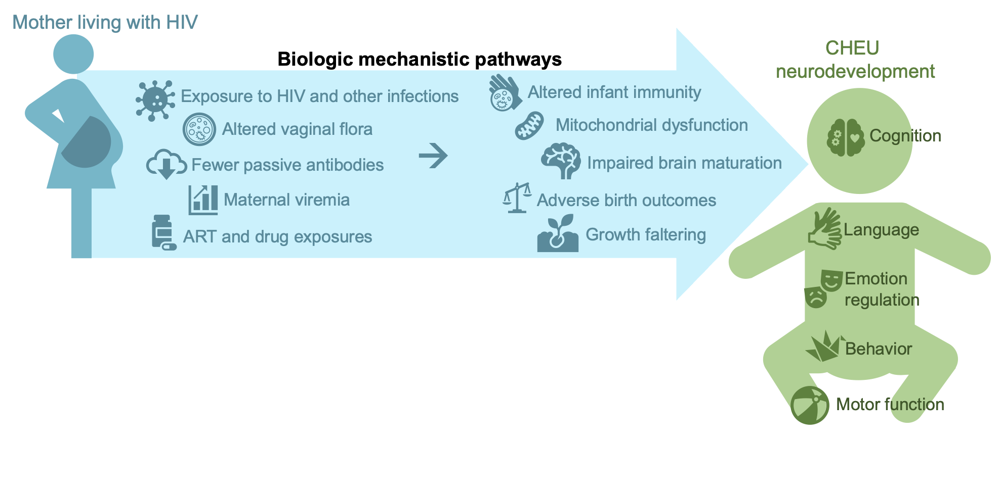 Mother living with HIV
Biologic mechanistic pathways
Exposure to HIV and other infections
Altered vaginal flora
Fewer passive antibodies
Maternal viremia
ART and drug exposures
Altered infant immunity
Mitochondrial dysfunction
Impaired brain maturation
Adverse birth outcomes
Growth faltering
CHEU
neurodevelopment
Cognition
Language
Emotion
regulation
Behavior
Motor function